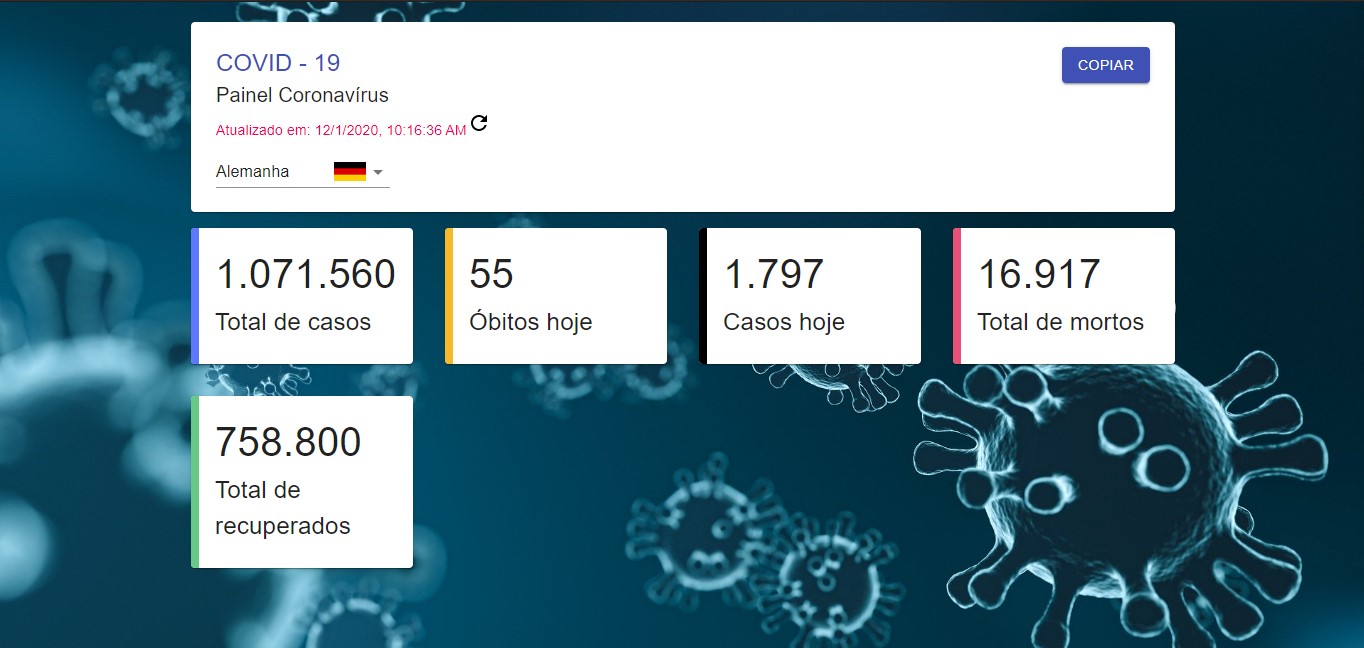 COVID - 19
COPIAR
Painel Coronavírus
Atualizado em: 12/1/2020, 10:16:36 AM
Alemanha
1.071.560
Total de casos
55
Óbitos hoje
1.797
Casos hoje
16.917
Total de mortos
758.800
Total de
recuperados